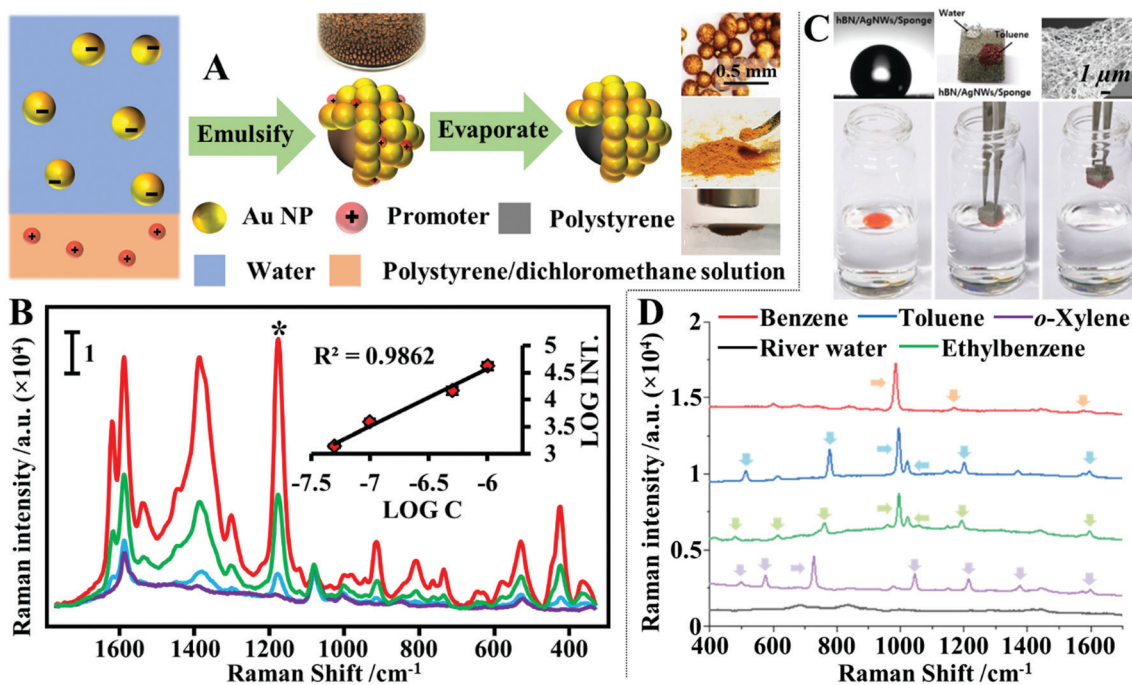 A
Emulsify
Evaporate
0.5 mm
Au NP
Promoter
Polystyrene
Water
Polystyrene/dichloromethane solution
C
Water
Toluene
hBN/AgNWs/Sponge
hBN/AgNWs/Sponge
1 μm
B
1
*
R² = 0.9862
5
4.5
4
3.5
3
LOG INT.
-7.5 -7 -6.5 -6
LOG C
Raman intensity /a.u. (×10⁴)
1600 1400 1200 1000 800 600 400
Raman Shift /cm⁻¹
D
Benzene Toluene o-Xylene
River water Ethylbenzene
2
1.5
1
0.5
0
Raman intensity /a.u. (×10⁴)
400 600 800 1000 1200 1400 1600
Raman Shift /cm⁻¹